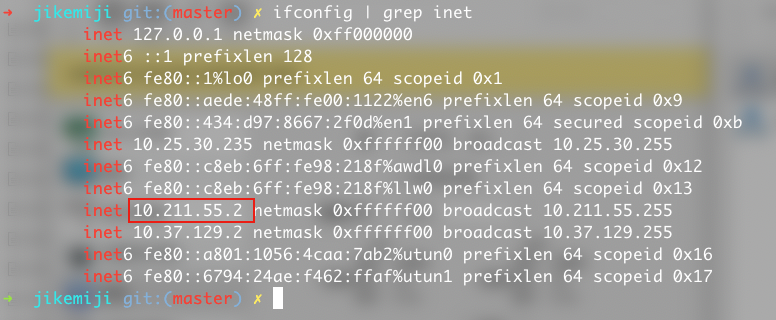 ➜  jikemiji git:(master) ✗ ifconfig | grep inet
inet 127.0.0.1 netmask 0xff000000
inet6 ::1 prefixlen 128
inet6 fe80::1%lo0 prefixlen 64 scopeid 0x1
inet6 fe80::aede:48ff:fe00:1122%en6 prefixlen 64 scopeid 0x9
inet6 fe80::434:d97:8667:2f0d%en1 prefixlen 64 secured scopeid 0xb
inet 10.25.30.235 netmask 0xffffff00 broadcast 10.25.30.255
inet6 fe80::c8eb:6ff:fe98:218f%awdl0 prefixlen 64 scopeid 0x12
inet6 fe80::c8eb:6ff:fe98:218f%llw0 prefixlen 64 scopeid 0x13
inet 10.211.55.2 netmask 0xffffff00 broadcast 10.211.55.255
inet 10.37.129.2 netmask 0xffffff00 broadcast 10.37.129.255
inet6 fe80::a801:1056:4caa:7ab2%utun0 prefixlen 64 scopeid 0x16
inet6 fe80::6794:24ae:f462:ffaf%utun1 prefixlen 64 scopeid 0x17
➜  jikemiji git:(master) ✗